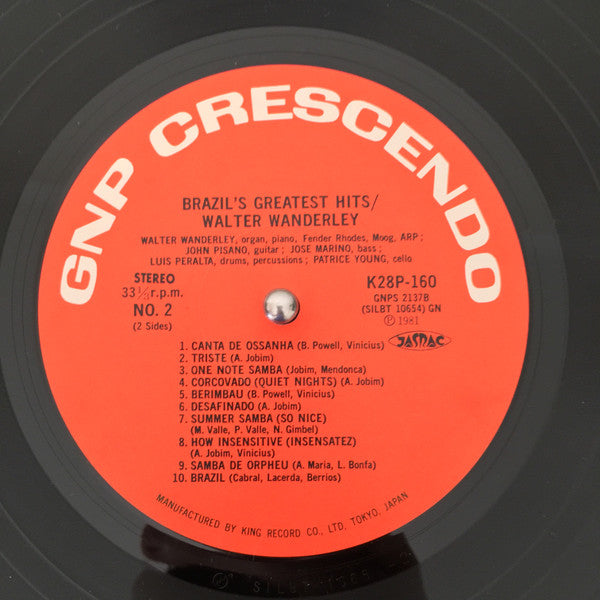 GNP CRESCENDO
BRAZIL'S GREATEST HITS/
WALTER WANDERLEY
WALTER WANDERLEY, organ, piano, Fender Rhodes, Moog, ARP;
JOHN PISANO, guitar; JOSE MARINO, bass;
LUIS PERALTA, drums, percussions; PATRICE YOUNG, cello
STEREO
33⅓r.p.m.
NO. 2
(2 Sides)
K28P-160
GNPS 2137B
(SILBT 10654) GN
Ⓟ 1981
JASRAC
1. CANTA DE OSSANHA (B. Powell, Vinicius)
2. TRISTE (A. Jobim)
3. ONE NOTE SAMBA (Jobim, Mendonca)
4. CORCOVADO (QUIET NIGHTS) (A. Jobim)
5. BERIMBAU (B. Powell, Vinicius)
6. DESAFINADO (A. Jobim)
7. SUMMER SAMBA (SO NICE)
(M. Valle, P. Valle, N. Gimbel)
8. HOW INSENSITIVE (INSENSATEZ)
(A. Jobim, Vinicius)
9. SAMBA DE ORPHEU (A. Maria, L. Bonfa)
10. BRAZIL (Cabral, Lacerda, Berrios)
MANUFACTURED BY KING RECORD CO., LTD. TOKYO, JAPAN